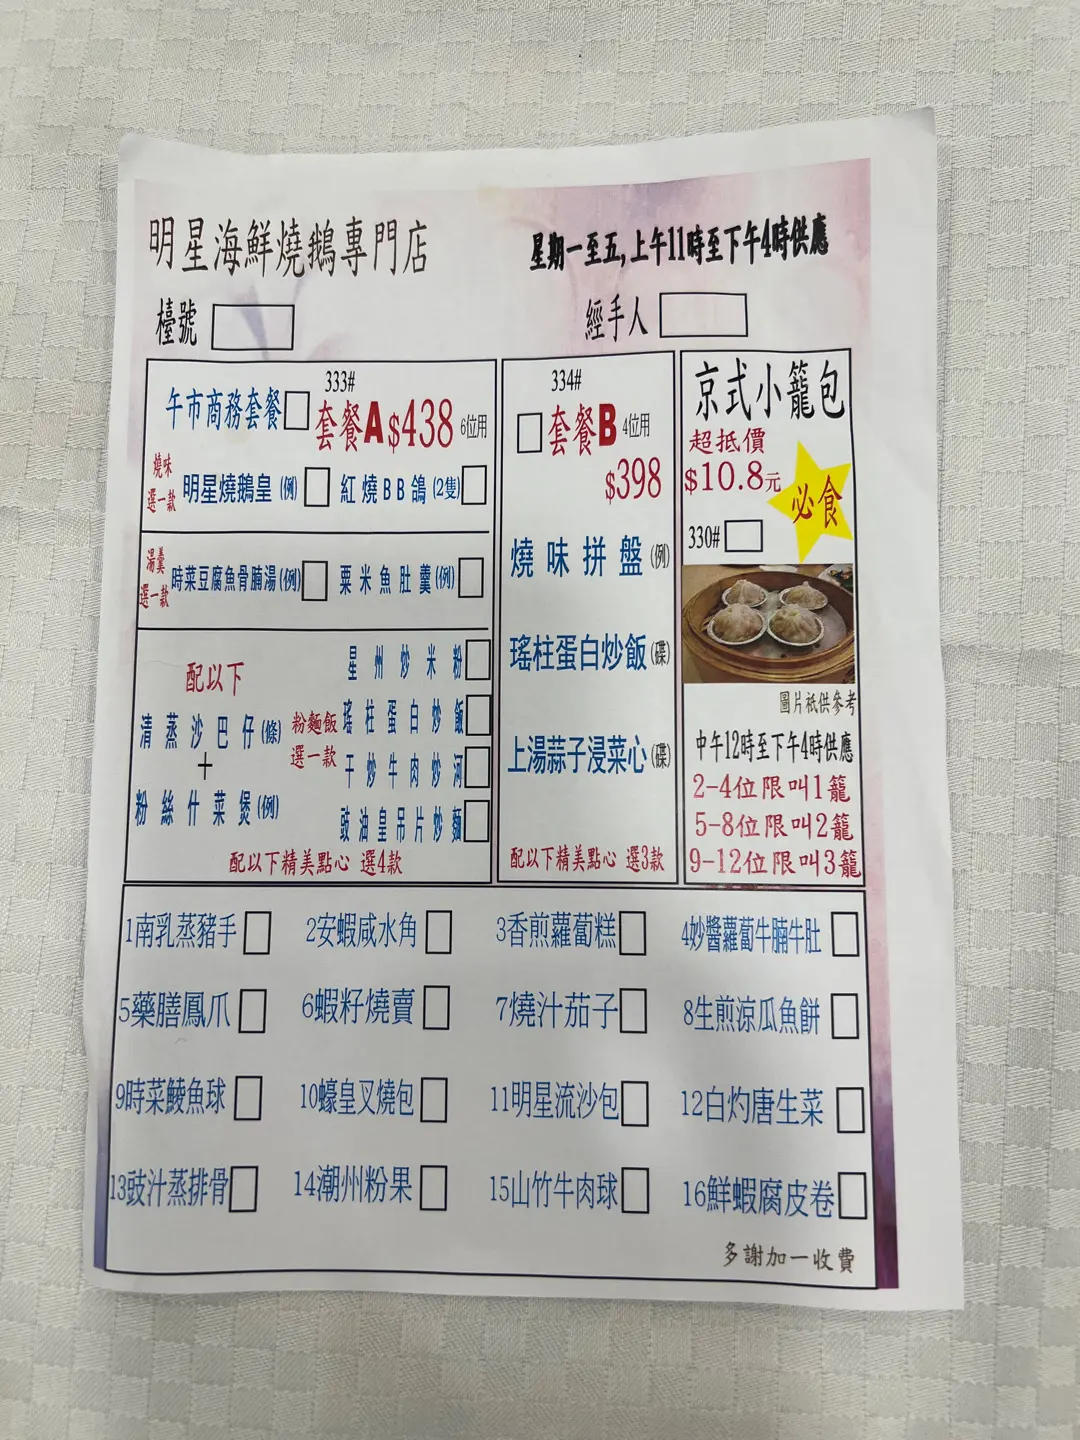 明星海鮮燒鵝專門店
星期一至五,上午11時至下午4時供應
檯號
經手人
午市商務套餐
333#
套餐A$438 6位用
燒味
選一款
明星燒鵝皇(例)
紅燒BB鴿(2隻)
湯羹
選一款
時菜豆腐魚骨腩湯(例)
粟米魚肚羹(例)
配以下
清蒸沙巴仔(條)
+
粉絲什菜煲(例)
粉麵飯
選一款
星州炒米粉
瑤柱蛋白炒飯
干炒牛肉炒河
豉油皇吊片炒麵
配以下精美點心 選4款
334#
套餐B 4位用
$398
燒味拼盤(例)
瑤柱蛋白炒飯(碟)
上湯蒜子浸菜心(碟)
配以下精美點心 選3款
京式小籠包
超抵價
$10.8元
必食
330#
圖片祇供參考
中午12時至下午4時供應
2-4位限叫1籠
5-8位限叫2籠
9-12位限叫3籠
1南乳蒸豬手
2安蝦咸水角
3香煎蘿蔔糕
4妙醬蘿蔔牛腩牛肚
5藥膳鳳爪
6蝦籽燒賣
7燒汁茄子
8生煎涼瓜魚餅
9時菜鯪魚球
10蠔皇叉燒包
11明星流沙包
12白灼唐生菜
13豉汁蒸排骨
14潮州粉果
15山竹牛肉球
16鮮蝦腐皮卷
多謝加一收費